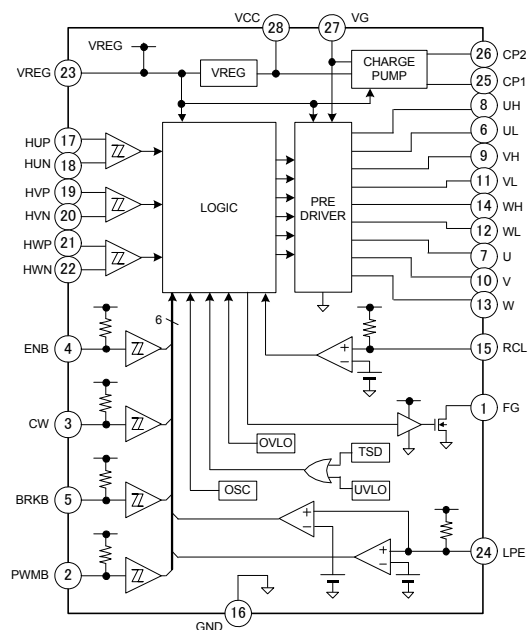 VCC VG
28 27
VREG
VREG 23
VREG
CHARGE
PUMP
26 CP2
25 CP1
8 UH
6 UL
9 VH
11 VL
14 WH
12 WL
7 U
10 V
13 W
HUP 17
HUN 18
HVP 19
HVN 20
HWP 21
HWN 22
LOGIC
PRE
DRIVER
6
ENB 4
CW 3
BRKB 5
PWMB 2
15 RCL
1 FG
OVLO
TSD
OSC
UVLO
24 LPE
16
GND
+
−
+
−
+
−